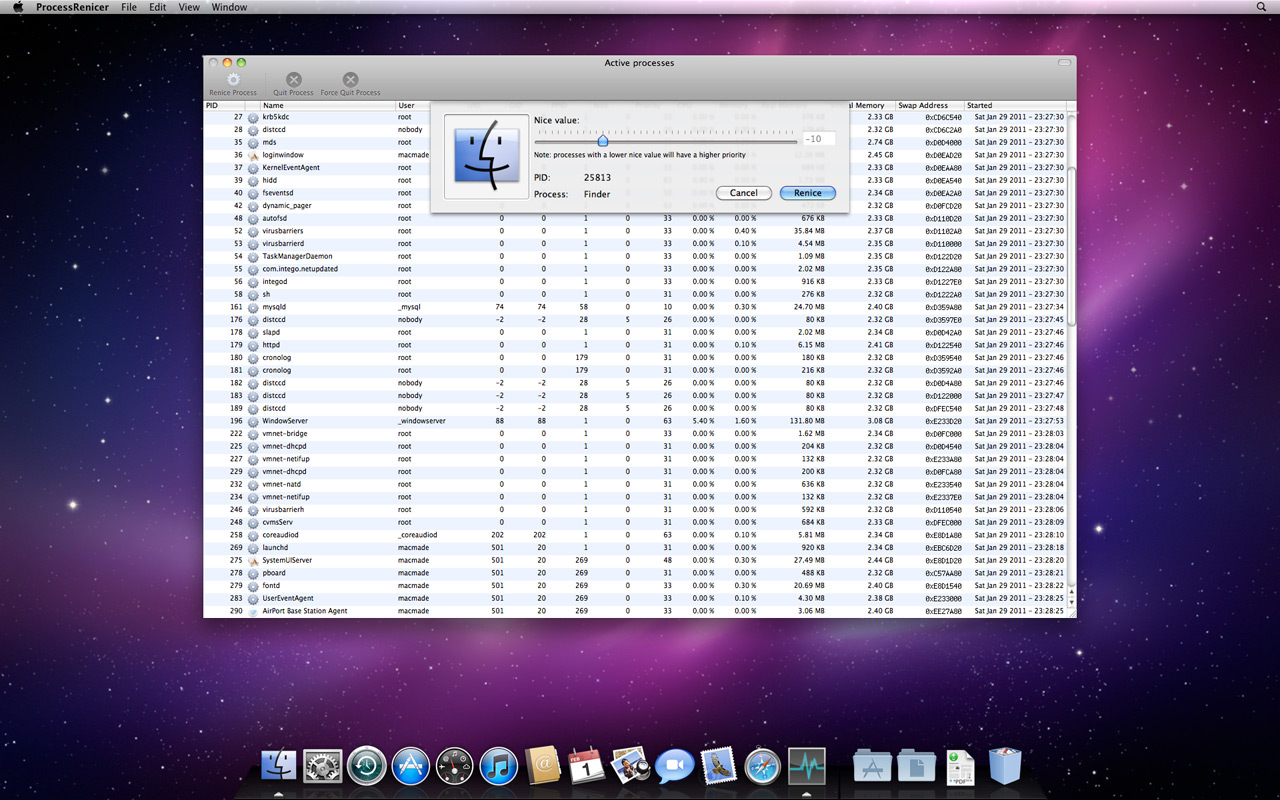 ProcessRenicer File Edit View Window
Active processes
Renice Process Quit Process Force Quit Process
PID Name User l Memory Swap Address Started
Nice value:
-10
Note: processes with a lower nice value will have a higher priority
PID: 25813
Process: Finder
Cancel Renice
27 krb5kdc root 2.33 GB 0xCD6C540 Sat Jan 29 2011 - 23:27:30
28 distccd nobody 2.32 GB 0xCD6C2A0 Sat Jan 29 2011 - 23:27:30
35 mds root 2.74 GB 0xD0D4000 Sat Jan 29 2011 - 23:27:30
36 loginwindow macmade 2.45 GB 0xD0EAD20 Sat Jan 29 2011 - 23:27:30
37 KernelEventAgent root 2.33 GB 0xD0EAA80 Sat Jan 29 2011 - 23:27:30
39 hidd root 2.33 GB 0xD0EA540 Sat Jan 29 2011 - 23:27:30
40 fseventsd root 2.34 GB 0xD0EA2A0 Sat Jan 29 2011 - 23:27:30
42 dynamic_pager root 2.32 GB 0xD0FCD20 Sat Jan 29 2011 - 23:27:30
48 autofsd root 0 0 1 0 33 0.00 % 0.00 % 676 KB 2.33 GB 0xD110D20 Sat Jan 29 2011 - 23:27:30
52 virusbarriers root 0 0 1 0 33 0.00 % 0.40 % 35.84 MB 2.37 GB 0xD1102A0 Sat Jan 29 2011 - 23:27:30
53 virusbarrierd root 0 0 1 0 33 0.00 % 0.10 % 4.54 MB 2.35 GB 0xD110000 Sat Jan 29 2011 - 23:27:30
54 TaskManagerDaemon root 0 0 1 0 31 0.00 % 0.00 % 1.09 MB 2.35 GB 0xD122D20 Sat Jan 29 2011 - 23:27:30
55 com.intego.netupdated root 0 0 1 0 33 0.00 % 0.00 % 2.02 MB 2.35 GB 0xD122A80 Sat Jan 29 2011 - 23:27:30
56 integod root 0 0 1 0 31 0.00 % 0.00 % 916 KB 2.33 GB 0xD1227E0 Sat Jan 29 2011 - 23:27:30
58 sh root 0 0 1 0 31 0.00 % 0.00 % 276 KB 2.32 GB 0xD1222A0 Sat Jan 29 2011 - 23:27:30
161 mysqld _mysql 74 74 58 0 10 0.00 % 0.30 % 24.70 MB 2.40 GB 0xD359A80 Sat Jan 29 2011 - 23:27:34
176 distccd nobody -2 -2 28 5 26 0.00 % 0.00 % 80 KB 2.32 GB 0xD3597E0 Sat Jan 29 2011 - 23:27:45
178 slapd root 0 0 1 0 31 0.00 % 0.00 % 2.02 MB 2.34 GB 0xD0D42A0 Sat Jan 29 2011 - 23:27:46
179 httpd root 0 0 1 0 31 0.00 % 0.10 % 6.15 MB 2.41 GB 0xD122540 Sat Jan 29 2011 - 23:27:46
180 cronolog root 0 0 179 0 31 0.00 % 0.00 % 180 KB 2.32 GB 0xD359540 Sat Jan 29 2011 - 23:27:46
181 cronolog root 0 0 179 0 31 0.00 % 0.00 % 216 KB 2.32 GB 0xD3592A0 Sat Jan 29 2011 - 23:27:46
182 distccd nobody -2 -2 28 5 26 0.00 % 0.00 % 80 KB 2.32 GB 0xD0D4A80 Sat Jan 29 2011 - 23:27:46
183 distccd nobody -2 -2 28 5 26 0.00 % 0.00 % 80 KB 2.32 GB 0xD122000 Sat Jan 29 2011 - 23:27:47
189 distccd nobody -2 -2 28 5 26 0.00 % 0.00 % 80 KB 2.32 GB 0xDFEC540 Sat Jan 29 2011 - 23:27:48
196 WindowServer _windowserver 88 88 1 0 63 5.40 % 1.60 % 131.80 MB 3.08 GB 0xE233D20 Sat Jan 29 2011 - 23:27:53
222 vmnet-bridge root 0 0 1 0 33 0.00 % 0.00 % 1.62 MB 2.34 GB 0xD0FC000 Sat Jan 29 2011 - 23:28:03
225 vmnet-dhcpd root 0 0 1 0 31 0.00 % 0.00 % 204 KB 2.32 GB 0xD0D4540 Sat Jan 29 2011 - 23:28:04
227 vmnet-netifup root 0 0 1 0 31 0.00 % 0.00 % 132 KB 2.32 GB 0xE233A80 Sat Jan 29 2011 - 23:28:04
229 vmnet-dhcpd root 0 0 1 0 31 0.00 % 0.00 % 200 KB 2.32 GB 0xD0FCA80 Sat Jan 29 2011 - 23:28:04
232 vmnet-natd root 0 0 1 0 31 0.00 % 0.00 % 636 KB 2.32 GB 0xE233540 Sat Jan 29 2011 - 23:28:04
234 vmnet-netifup root 0 0 1 0 31 0.00 % 0.00 % 132 KB 2.32 GB 0xE2337E0 Sat Jan 29 2011 - 23:28:04
246 virusbarrierh root 0 0 1 0 31 0.00 % 0.00 % 592 KB 2.32 GB 0xD110540 Sat Jan 29 2011 - 23:28:06
248 cvmsServ root 0 0 1 0 31 0.00 % 0.00 % 684 KB 2.33 GB 0xDFEC000 Sat Jan 29 2011 - 23:28:09
258 coreaudiod _coreaudiod 202 202 1 0 63 0.00 % 0.10 % 5.81 MB 2.34 GB 0xE8D1A80 Sat Jan 29 2011 - 23:28:10
269 launchd macmade 501 20 1 0 31 0.00 % 0.00 % 920 KB 2.34 GB 0xEBC6D20 Sat Jan 29 2011 - 23:28:18
275 SystemUIServer macmade 501 20 269 0 48 0.00 % 0.30 % 27.49 MB 2.44 GB 0xE8D1D20 Sat Jan 29 2011 - 23:28:20
278 pboard macmade 501 20 269 0 31 0.00 % 0.00 % 488 KB 2.32 GB 0xC57AA80 Sat Jan 29 2011 - 23:28:21
279 fontd macmade 501 20 269 0 33 0.00 % 0.30 % 20.69 MB 2.40 GB 0xE8D1540 Sat Jan 29 2011 - 23:28:22
283 UserEventAgent macmade 501 20 269 0 33 0.00 % 0.10 % 4.30 MB 2.38 GB 0xE233000 Sat Jan 29 2011 - 23:28:25
290 AirPort Base Station Agent macmade 501 20 269 0 31 0.00 % 0.00 % 3.06 MB 2.40 GB 0xEE27A80 Sat Jan 29 2011 - 23:28:25
FEB
1
PDF